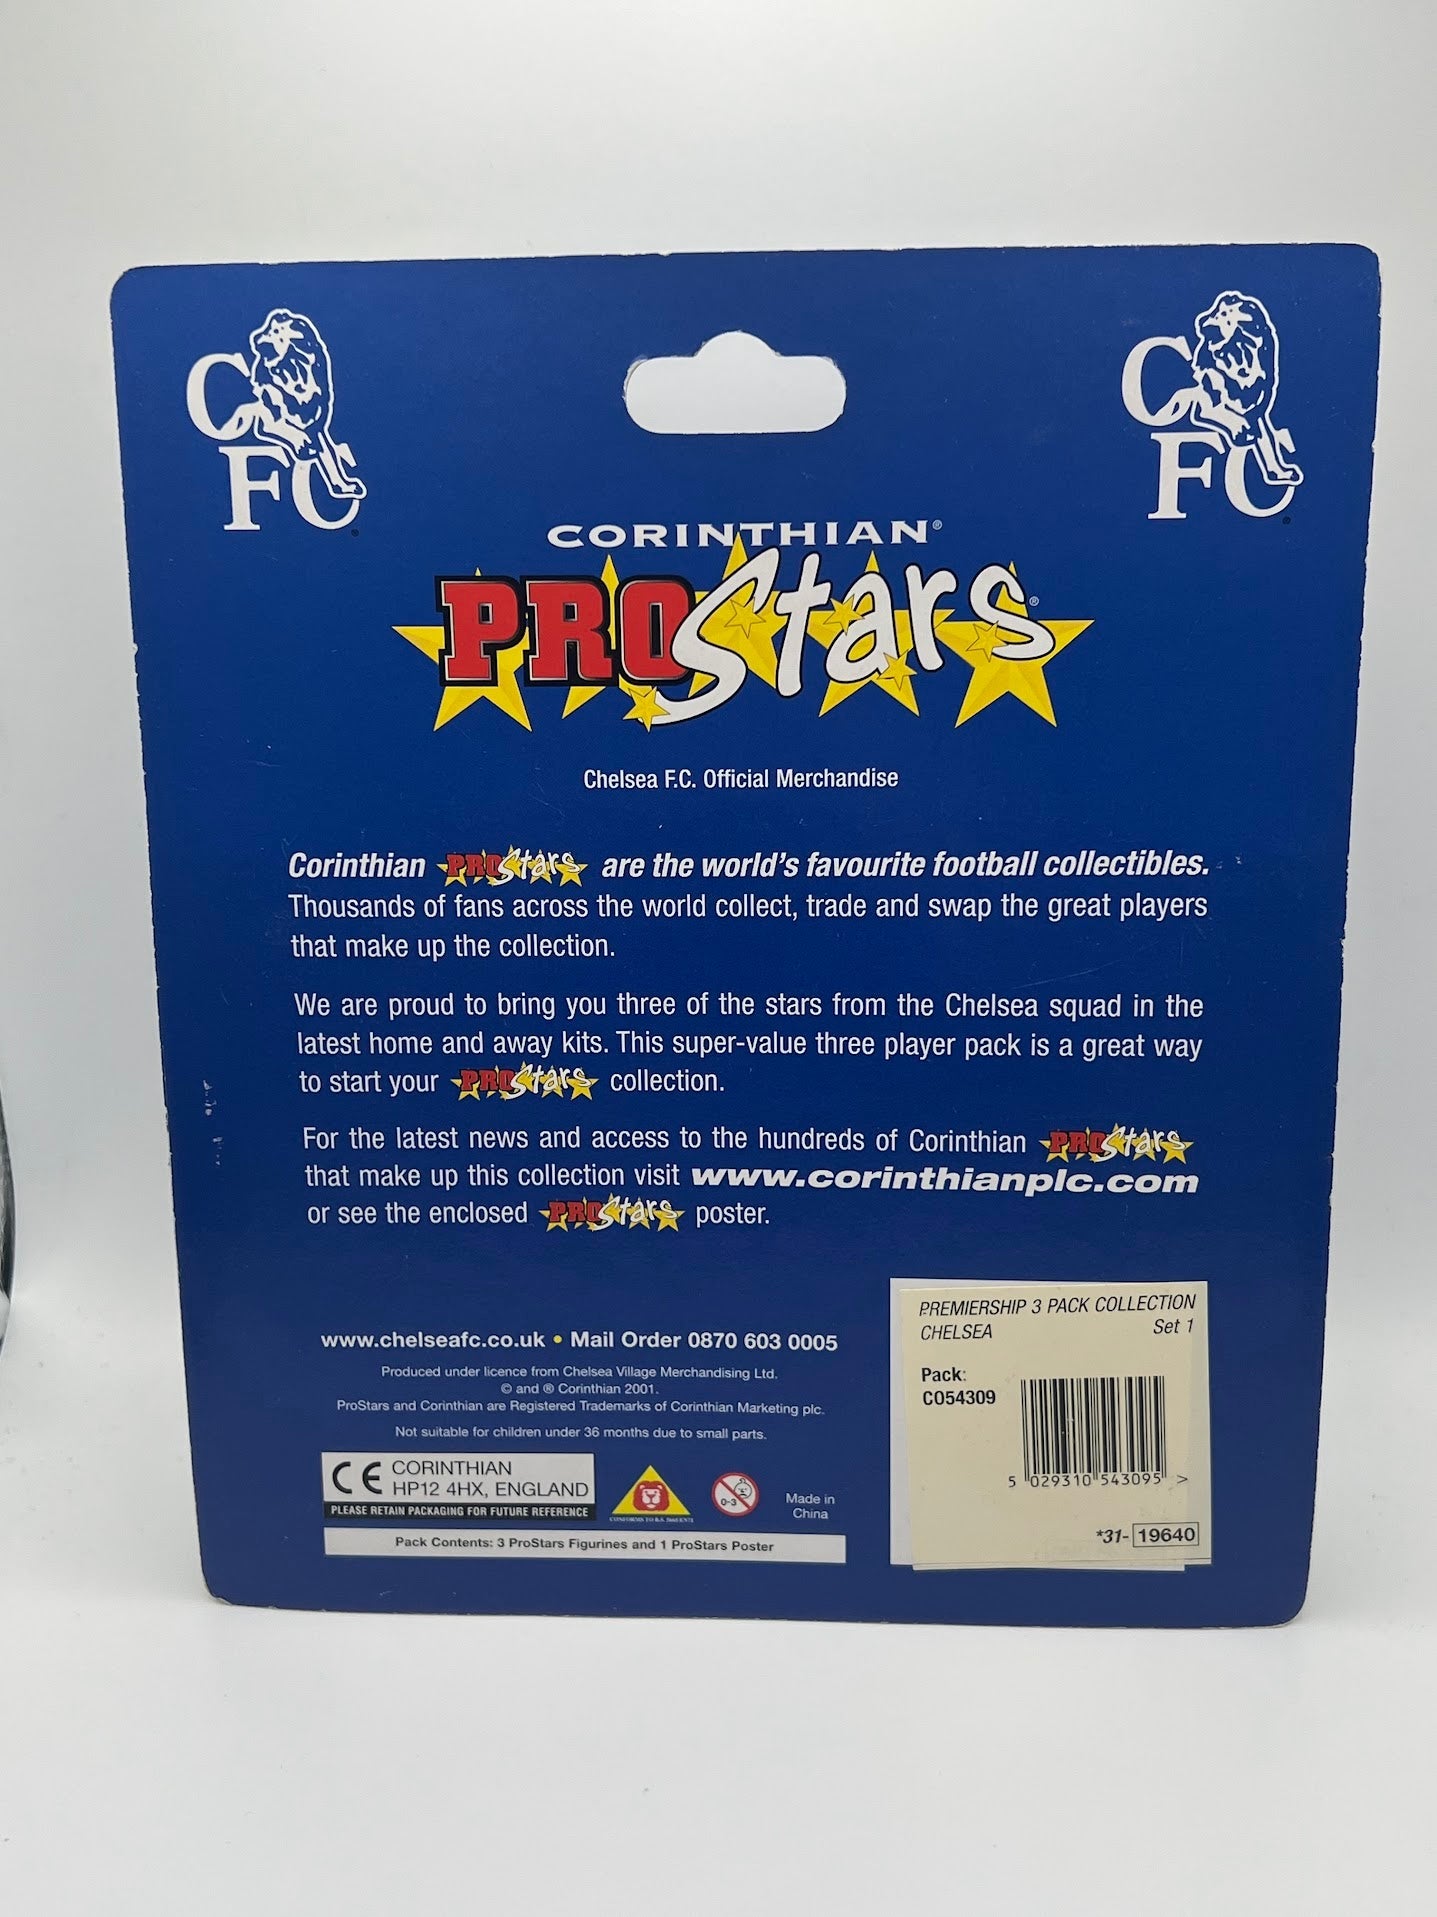 CFC
CFC
CORINTHIAN®
PROStars®
Chelsea F.C. Official Merchandise
Corinthian PROStars are the world's favourite football collectibles.
Thousands of fans across the world collect, trade and swap the great players
that make up the collection.
We are proud to bring you three of the stars from the Chelsea squad in the
latest home and away kits. This super-value three player pack is a great way
to start your PROStars collection.
For the latest news and access to the hundreds of Corinthian PROStars
that make up this collection visit www.corinthianplc.com
or see the enclosed PROStars poster.
www.chelseafc.co.uk • Mail Order 0870 603 0005
Produced under licence from Chelsea Village Merchandising Ltd.
© and ® Corinthian 2001.
ProStars and Corinthian are Registered Trademarks of Corinthian Marketing plc.
Not suitable for children under 36 months due to small parts.
CE CORINTHIAN
HP12 4HX, ENGLAND
PLEASE RETAIN PACKAGING FOR FUTURE REFERENCE
CONFORMS TO B.S.
0-3
Made in
China
Pack Contents: 3 ProStars Figurines and 1 ProStars Poster
PREMIERSHIP 3 PACK COLLECTION
CHELSEA Set 1
Pack:
CO54309
5 029310 543095 >
*31- 19640